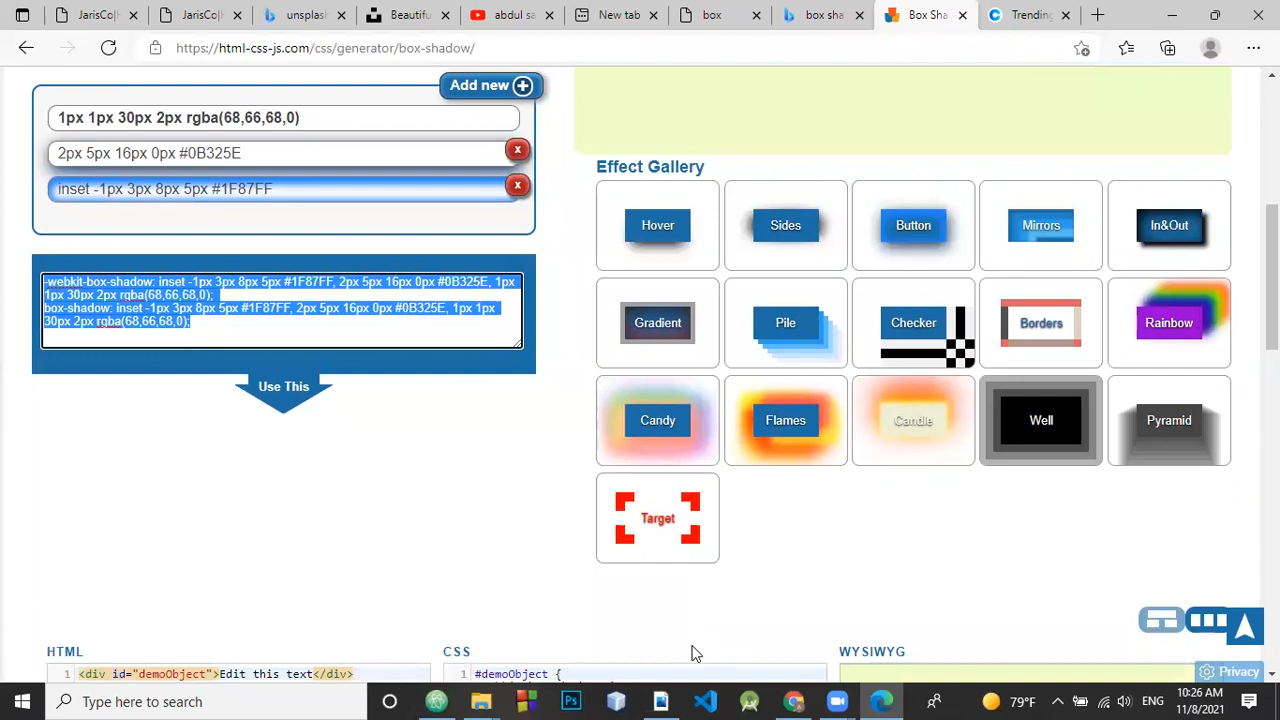 JarisCo|H
JarisCo|H
unsplash
Beautifu
abdul sa
New tab
box
box sha
Box Sha
Trending
https://html-css-js.com/css/generator/box-shadow/
Add new
1px 1px 30px 2px rgba(68,66,68,0)
2px 5px 16px 0px #0B325E
x
inset -1px 3px 8px 5px #1F87FF
x
-webkit-box-shadow: inset -1px 3px 8px 5px #1F87FF, 2px 5px 16px 0px #0B325E, 1px
1px 30px 2px rgba(68,66,68,0);
box-shadow: inset -1px 3px 8px 5px #1F87FF, 2px 5px 16px 0px #0B325E, 1px 1px
30px 2px rgba(68,66,68,0);
Use This
Effect Gallery
Hover
Sides
Button
Mirrors
In&Out
Gradient
Pile
Checker
Borders
Rainbow
Candy
Flames
Candle
Well
Pyramid
Target
HTML
CSS
WYSIWYG
1 <div id="demoObject">Edit this text</div>
1 #demoObject {
Privacy
Type here to search
Ps
79°F
ENG
10:26 AM
11/8/2021